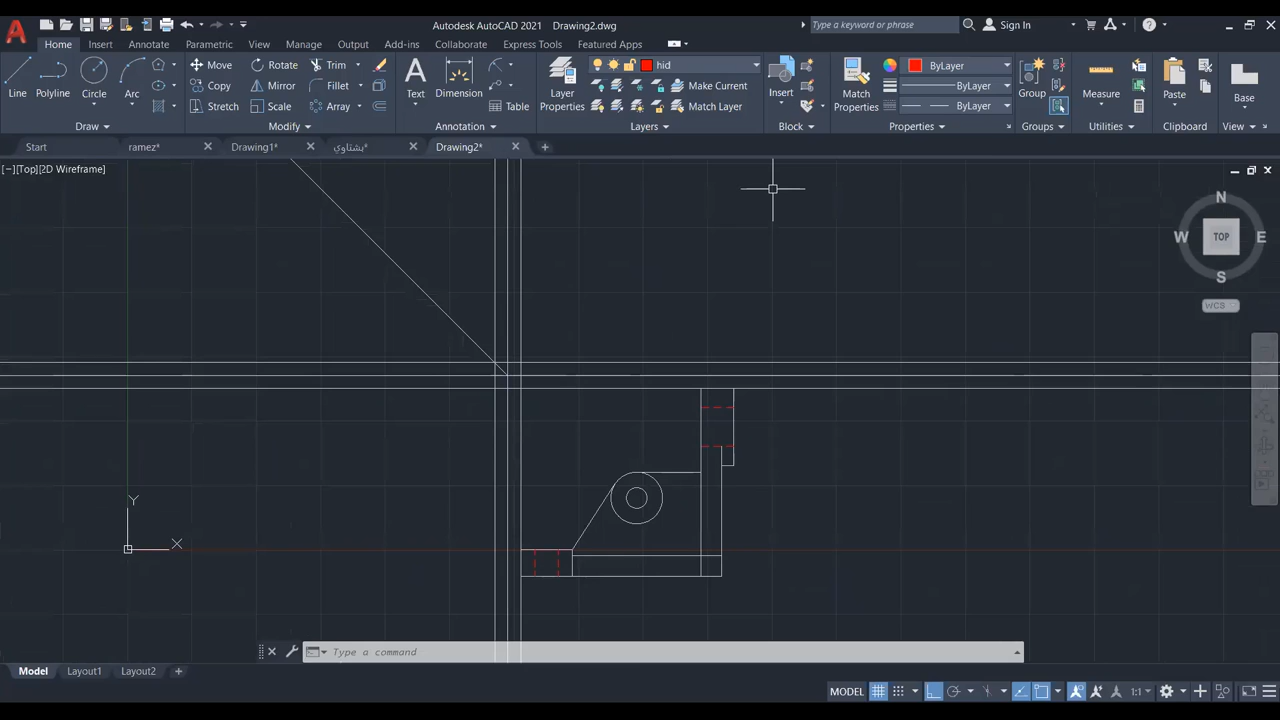 Autodesk AutoCAD 2021 Drawing2.dwg
Type a keyword or phrase
Sign In
Home Insert Annotate Parametric View Manage Output Add-ins Collaborate Express Tools Featured Apps
Line Polyline Circle Arc
Move Rotate Trim
Copy Mirror Fillet
Stretch Scale Array
Text Dimension Table
Layer Properties
hid
Make Current
Match Layer
Insert
Match Properties
ByLayer
ByLayer
ByLayer
Group
Measure
Paste
Base
Draw Modify Annotation Layers Block Properties Groups Utilities Clipboard View
Start ramez* Drawing1* بشتاوي* Drawing2*
[−][Top][2D Wireframe]
N
W TOP E
S
WCS
Y
X
Type a command
Model Layout1 Layout2
MODEL 1:1